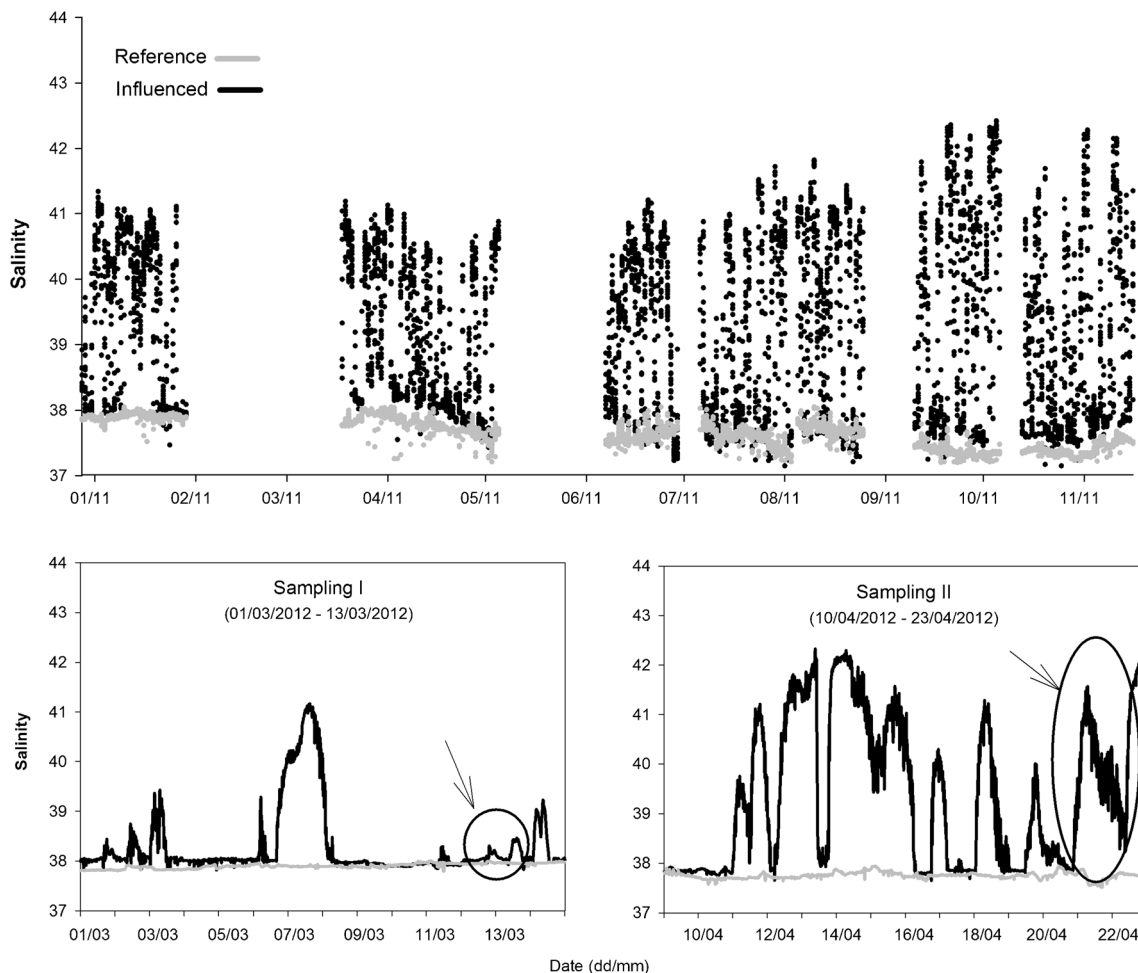 44
Reference
43
Influenced
42
41
Salinity
40
39
38
37
01/11 02/11 03/11 04/11 05/11 06/11 07/11 08/11 09/11 10/11 11/11
44
Sampling I
43
(01/03/2012 - 13/03/2012)
42
41
Salinity
40
39
38
37
01/03 03/03 05/03 07/03 09/03 11/03 13/03
44
Sampling II
43
(10/04/2012 - 23/04/2012)
42
41
40
39
38
37
10/04 12/04 14/04 16/04 18/04 20/04 22/04
Date (dd/mm)